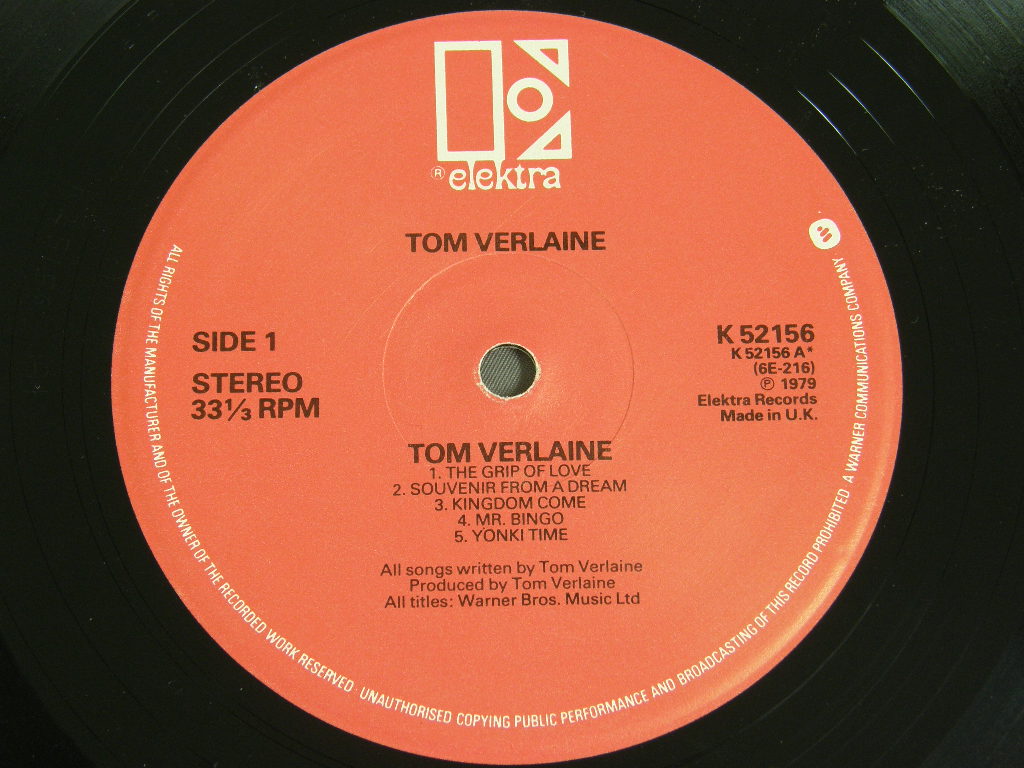 ® elektra
TOM VERLAINE
SIDE 1
STEREO
33⅓ RPM
K 52156
K 52156 A*
(6E-216)
℗ 1979
Elektra Records
Made in U.K.
TOM VERLAINE
1. THE GRIP OF LOVE
2. SOUVENIR FROM A DREAM
3. KINGDOM COME
4. MR. BINGO
5. YONKI TIME
All songs written by Tom Verlaine
Produced by Tom Verlaine
All titles: Warner Bros. Music Ltd
ALL RIGHTS OF THE MANUFACTURER AND OF THE OWNER OF THE RECORDED WORK RESERVED · UNAUTHORISED COPYING PUBLIC PERFORMANCE AND BROADCASTING OF THIS RECORD PROHIBITED A WARNER COMMUNICATIONS COMPANY